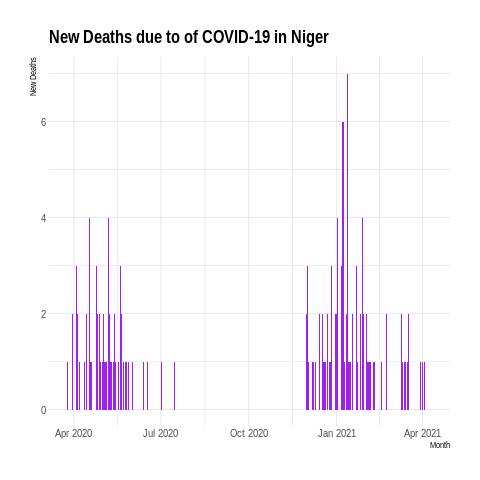 New Deaths due to of COVID-19 in Niger
New Deaths
6
4
2
0
Apr 2020 Jul 2020 Oct 2020 Jan 2021 Apr 2021
Month